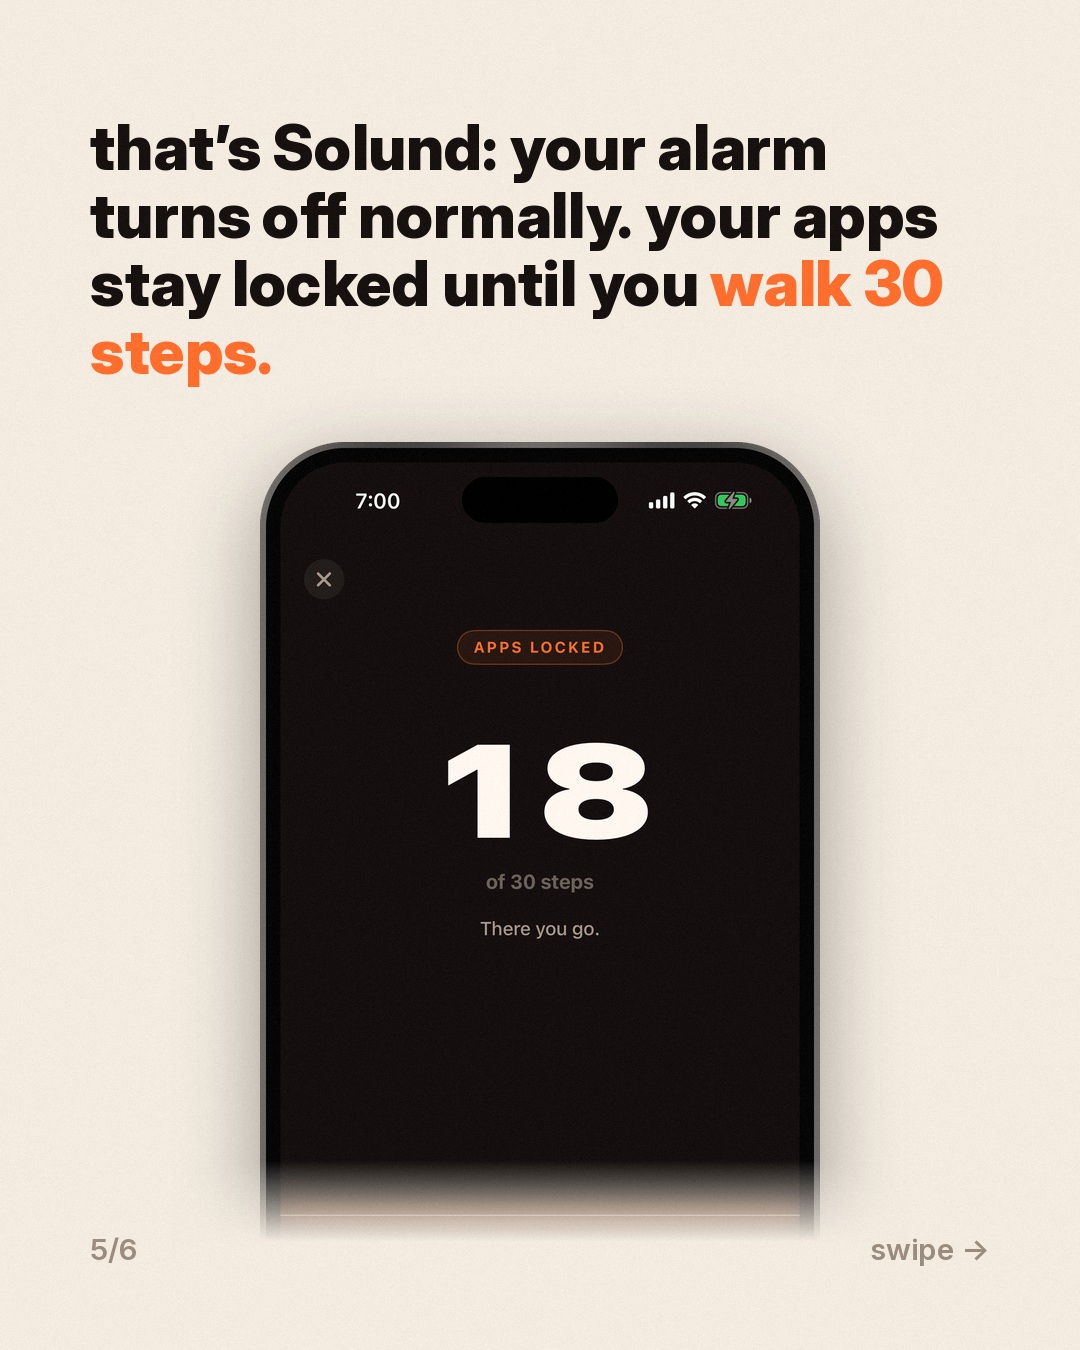 that’s Solund: your alarm
turns off normally. your apps
stay locked until you walk 30
steps.
7:00
APPS LOCKED
18
of 30 steps
There you go.
5/6
swipe →